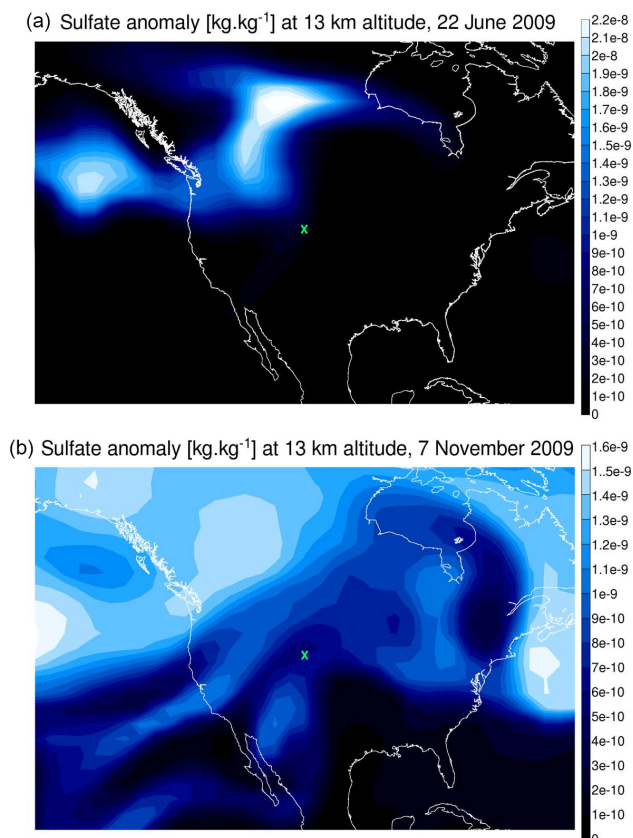 (a) Sulfate anomaly [kg.kg⁻¹] at 13 km altitude, 22 June 2009
2.2e-8
2.1e-8
2e-8
1.9e-9
1.8e-9
1.7e-9
1.6e-9
1.5e-9
1.4e-9
1.3e-9
1.2e-9
1.1e-9
1e-9
9e-10
8e-10
7e-10
6e-10
5e-10
4e-10
3e-10
2e-10
1e-10
0
x
(b) Sulfate anomaly [kg.kg⁻¹] at 13 km altitude, 7 November 2009
1.6e-9
1.5e-9
1.4e-9
1.3e-9
1.2e-9
1.1e-9
1e-9
9e-10
8e-10
7e-10
6e-10
5e-10
4e-10
3e-10
2e-10
1e-10
0
x